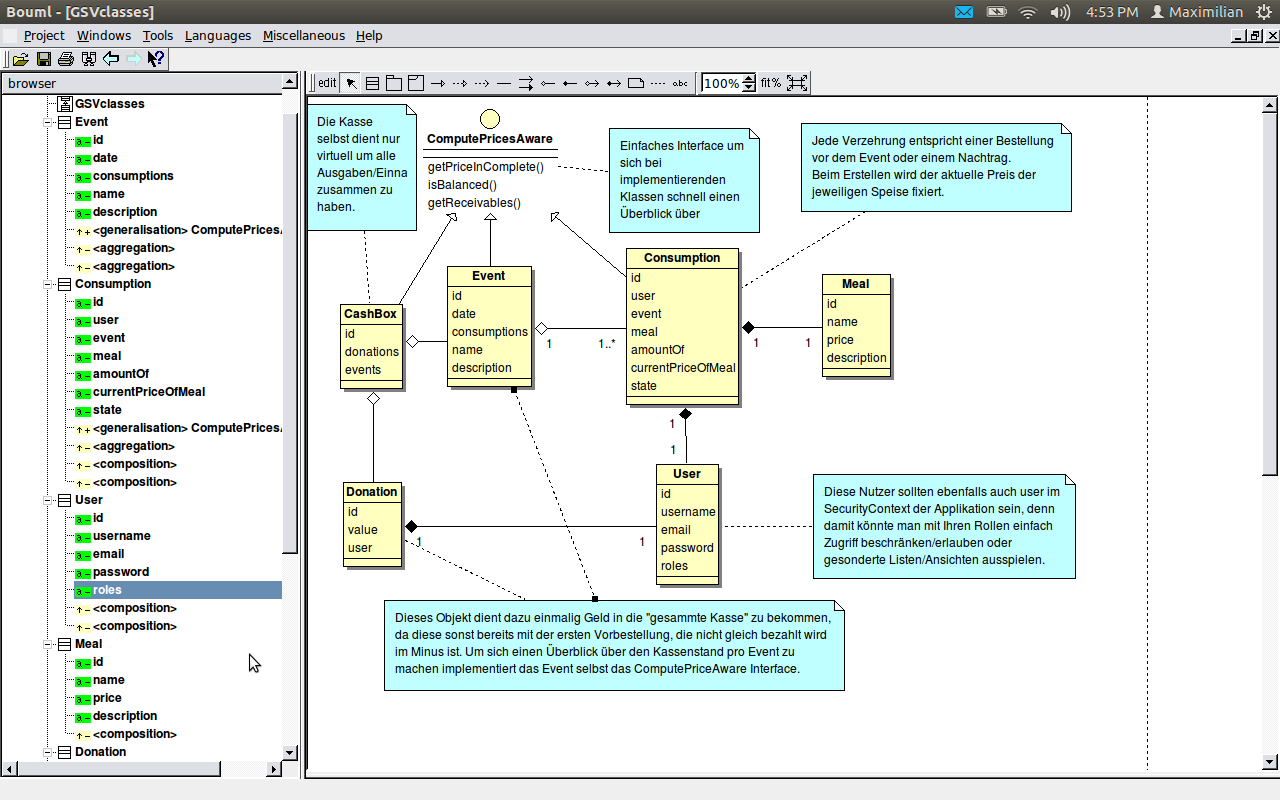 Bouml - [GSVclasses]
4:53 PM Maximilian
Project Windows Tools Languages Miscellaneous Help
browser
edit
abc
100%
fit%
GSVclasses
Event
id
date
consumptions
name
description
<generalisation> ComputePricesA
<aggregation>
<aggregation>
Consumption
id
user
event
meal
amountOf
currentPriceOfMeal
state
<generalisation> ComputePricesA
<aggregation>
<composition>
<composition>
User
id
username
email
password
roles
<composition>
<composition>
Meal
id
name
price
description
<composition>
Donation
Die Kasse
selbst dient nur
virtuell um alle
Ausgaben/Einna
zusammen zu
haben.
ComputePricesAware
getPriceInComplete()
isBalanced()
getReceivables()
Einfaches Interface um
sich bei
implementierenden
Klassen schnell einen
Überblick über
Jede Verzehrung entspricht einer Bestellung
vor dem Event oder einem Nachtrag.
Beim Erstellen wird der aktuelle Preis der
jeweiligen Speise fixiert.
CashBox
id
donations
events
Event
id
date
consumptions
name
description
1
1..*
Consumption
id
user
event
meal
amountOf
currentPriceOfMeal
state
1
1
Meal
id
name
price
description
1
1
Donation
id
value
user
1
1
User
id
username
email
password
roles
Diese Nutzer sollten ebenfalls auch user im
SecurityContext der Applikation sein, denn
damit könnte man mit Ihren Rollen einfach
Zugriff beschränken/erlauben oder
gesonderte Listen/Ansichten ausspielen.
Dieses Objekt dient dazu einmalig Geld in die "gesammte Kasse" zu bekommen,
da diese sonst bereits mit der ersten Vorbestellung, die nicht gleich bezahlt wird
im Minus ist. Um sich einen Überblick über den Kassenstand pro Event zu
machen implementiert das Event selbst das ComputePriceAware Interface.